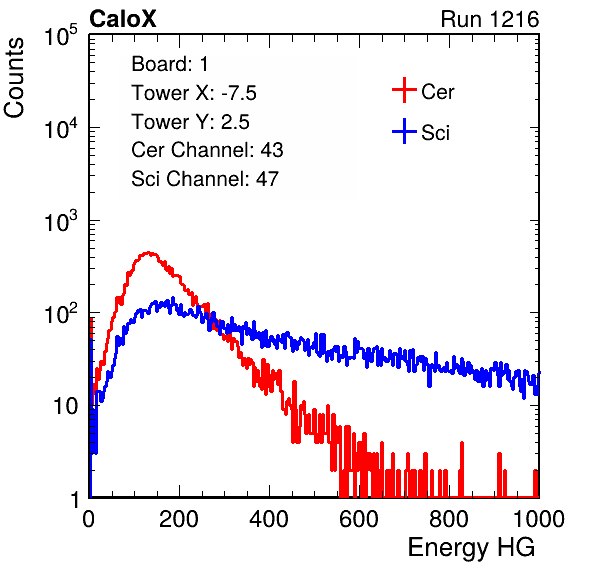 CaloX Run 1216
Counts
Board: 1
Tower X: -7.5
Tower Y: 2.5
Cer Channel: 43
Sci Channel: 47
Cer
Sci
10^5
10^4
10^3
10^2
10
1
0 200 400 600 800 1000
Energy HG